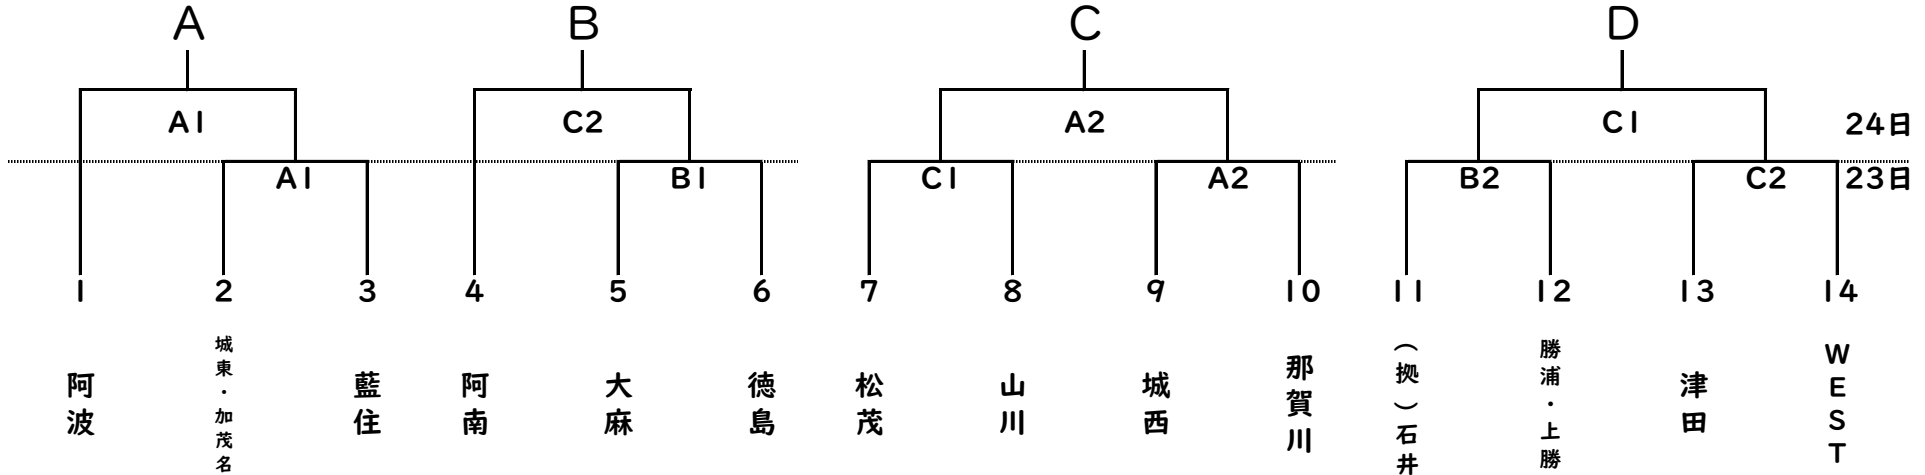 A B C D
A1 C2 A2 C1 24日
A1 B1 C1 A2 B2 C2 23日
1 2 3 4 5 6 7 8 9 10 11 12 13 14
阿波
城東・加茂名
藍住
阿南
大麻
徳島
松茂
山川
城西
那賀川
（拠）石井
勝浦・上勝
津田
WEST